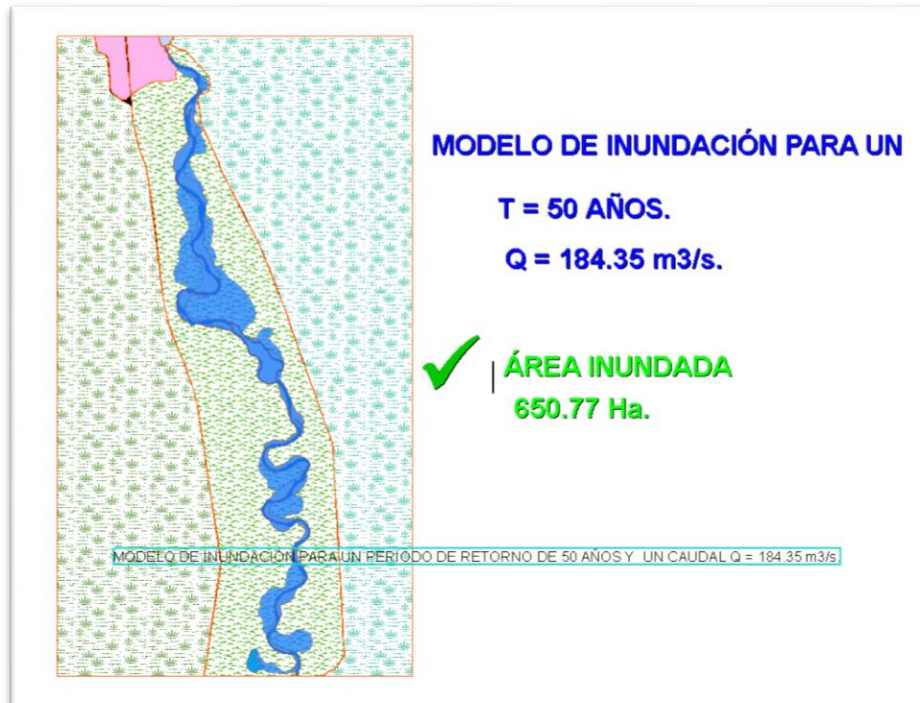 MODELO DE INUNDACIÓN PARA UN
T = 50 AÑOS.
Q = 184.35 m3/s.
ÁREA INUNDADA
650.77 Ha.
MODELO DE INUNDACIÓN PARA UN PERIODO DE RETORNO DE 50 AÑOS Y UN CAUDAL Q = 184.35 m3/s